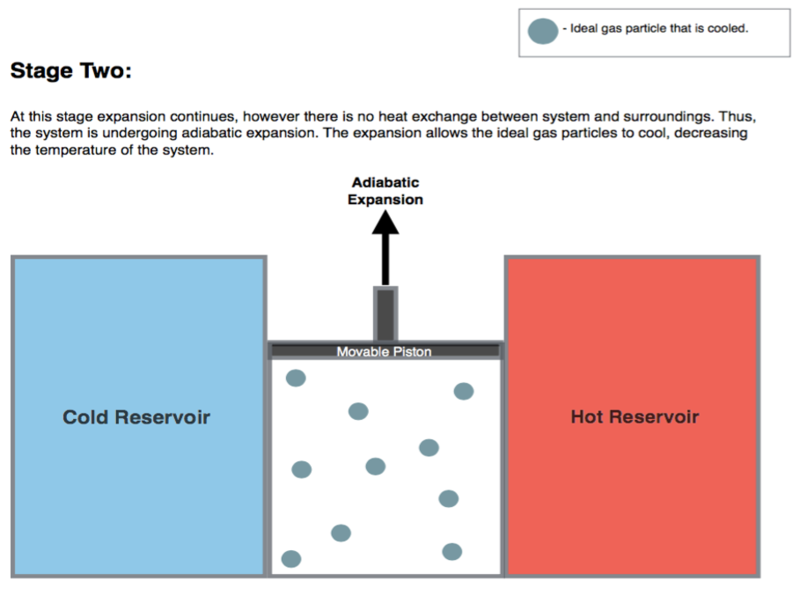 - Ideal gas particle that is cooled.
Stage Two:
At this stage expansion continues, however there is no heat exchange between system and surroundings. Thus,
the system is undergoing adiabatic expansion. The expansion allows the ideal gas particles to cool, decreasing
the temperature of the system.
Adiabatic
Expansion
Movable Piston
Cold Reservoir
Hot Reservoir